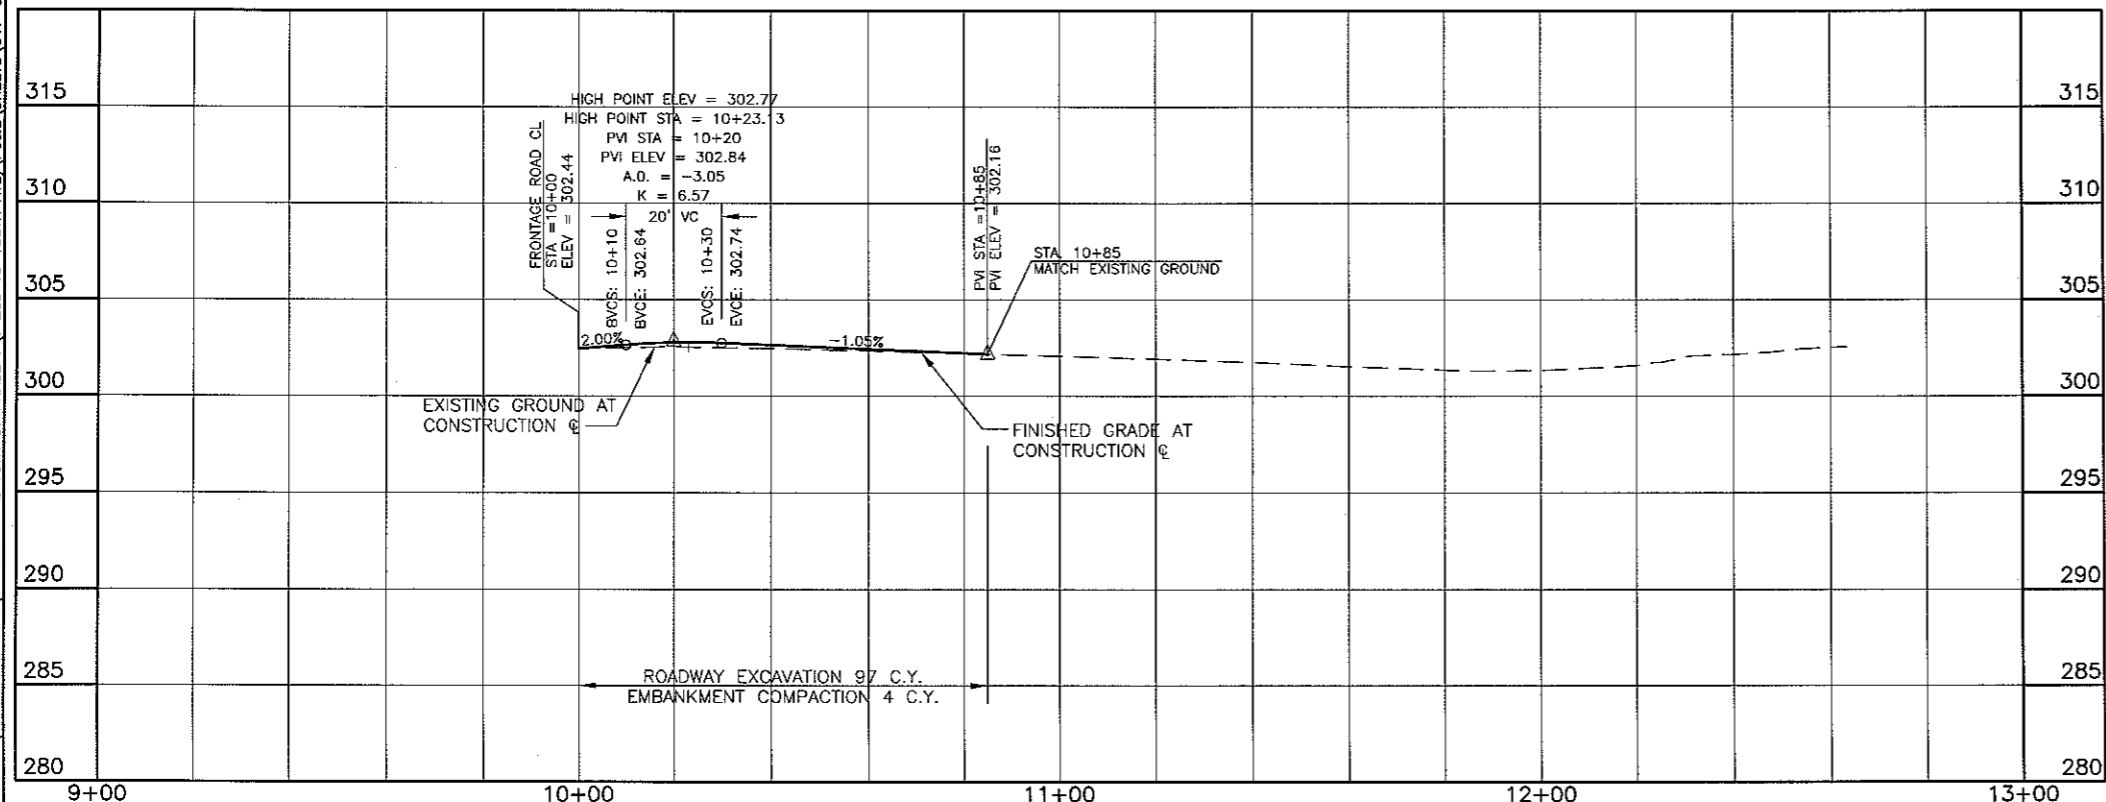 HIGH POINT ELEV = 302.77
HIGH POINT STA = 10+23.13
PVI STA = 10+20
PVI ELEV = 302.84
A.D. = -3.05
K = 6.57
20' VC
FRONTAGE ROAD CL
STA =10+00
ELEV = 302.44
BVCS: 10+10
BVCE: 302.64
EVCS: 10+30
EVCE: 302.74
PVI STA =10+85
PVI ELEV =302.16
STA. 10+85
MATCH EXISTING GROUND
2.00%
-1.05%
EXISTING GROUND AT
CONSTRUCTION ℄
FINISHED GRADE AT
CONSTRUCTION ℄
ROADWAY EXCAVATION 97 C.Y.
EMBANKMENT COMPACTION 4 C.Y.
315
310
305
300
295
290
285
280
315
310
305
300
295
290
285
280
9+00
10+00
11+00
12+00
13+00